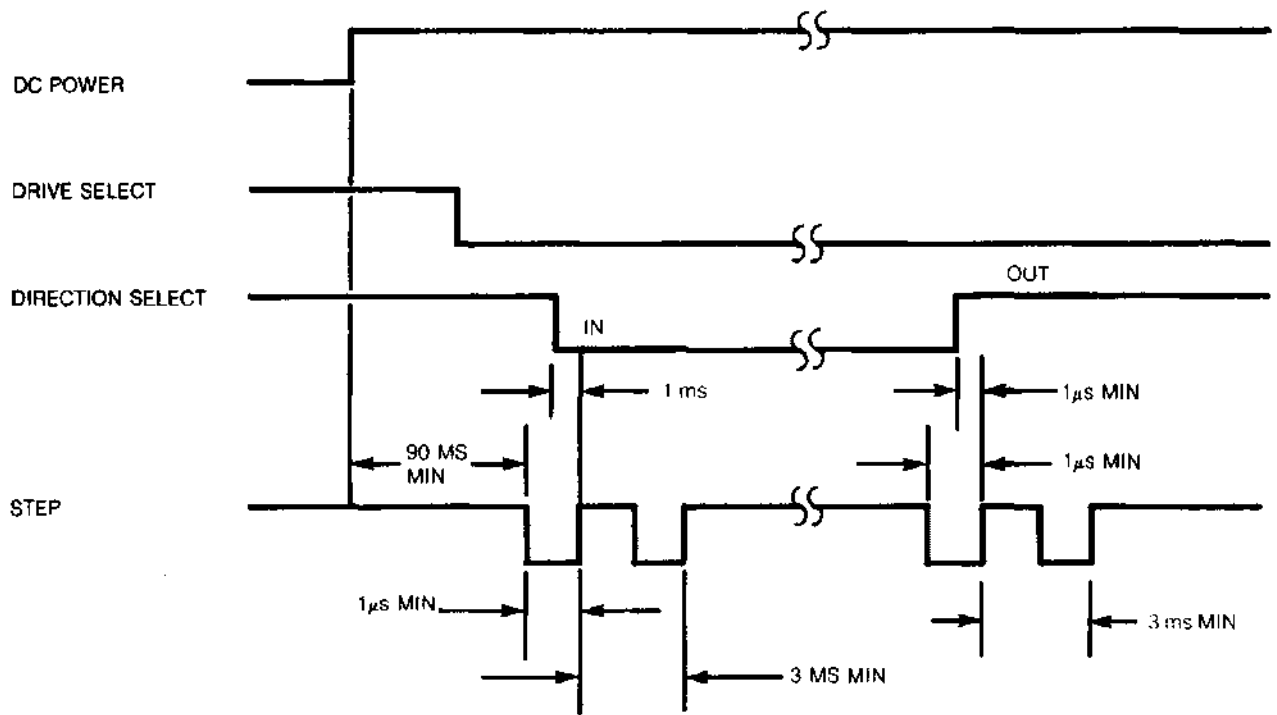 DC POWER
DRIVE SELECT
DIRECTION SELECT
OUT
IN
1 ms
1µs MIN
90 MS
MIN
1µs MIN
STEP
1µs MIN
3 ms MIN
3 MS MIN